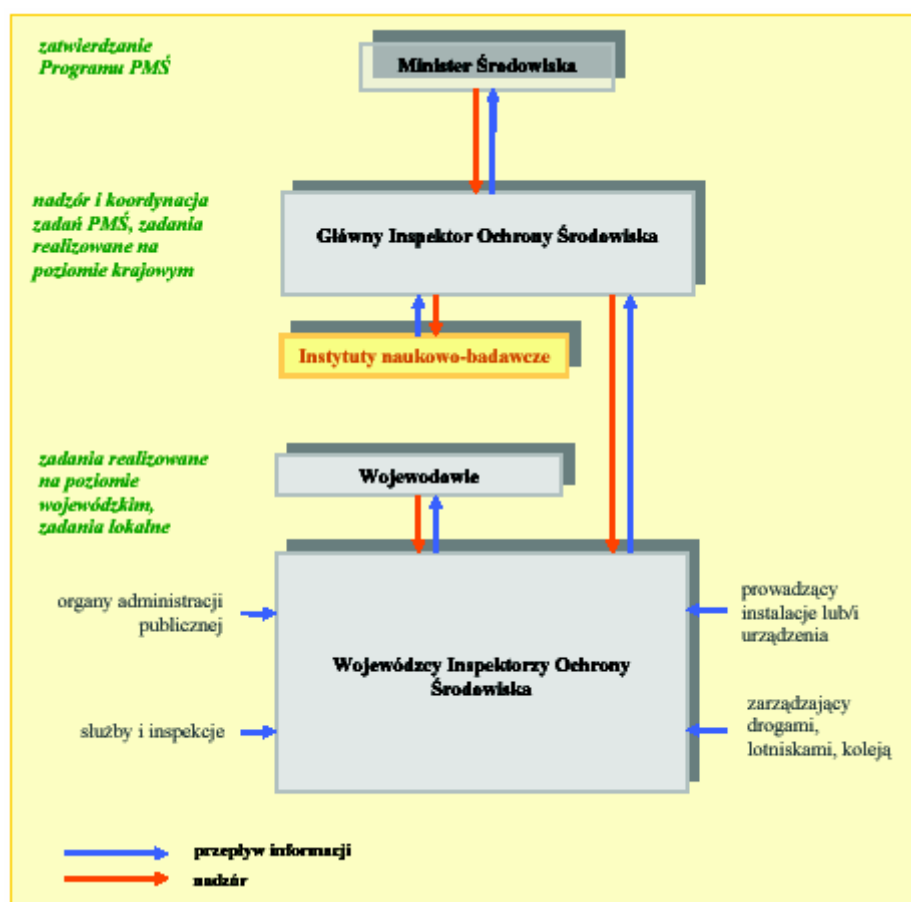 zatwierdzanie
Programu PMŚ
Minister Środowiska
nadzór i koordynacja
zadań PMŚ, zadania
realizowane na
poziomie krajowym
Główny Inspektor Ochrony Środowiska
Instytuty naukowo-badawcze
zadania realizowane
na poziomie
wojewódzkim,
zadania lokalne
Wojewodowie
organy administracji
publicznej
służby i inspekcje
Wojewódzcy Inspektorzy Ochrony
Środowiska
prowadzący
instalacje lub/i
urządzenia
zarządzający
drogami,
lotniskami, koleją
przepływ informacji
nadzór